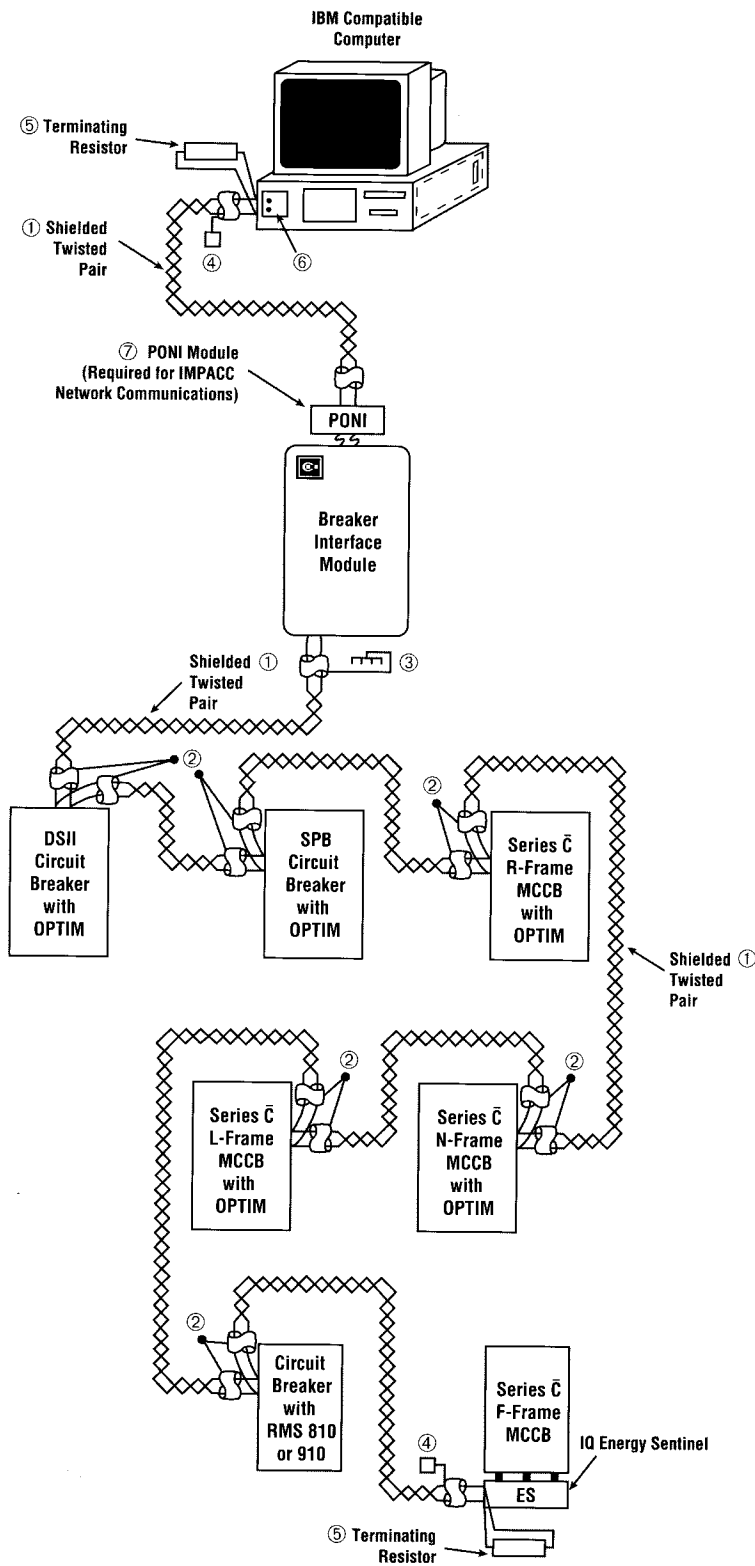 IBM Compatible
Computer
⑤ Terminating
Resistor
① Shielded
Twisted
Pair
④
⑥
⑦ PONI Module
(Required for IMPACC
Network Communications)
PONI
Breaker
Interface
Module
Shielded ①
Twisted
Pair
③
②
②
DSII
Circuit
Breaker
with
OPTIM
SPB
Circuit
Breaker
with
OPTIM
Series C̄
R-Frame
MCCB
with
OPTIM
Shielded ①
Twisted
Pair
②
②
Series C̄
L-Frame
MCCB
with
OPTIM
Series C̄
N-Frame
MCCB
with
OPTIM
②
Circuit
Breaker
with
RMS 810
or 910
Series C̄
F-Frame
MCCB
④
IQ Energy Sentinel
ES
⑤ Terminating
Resistor